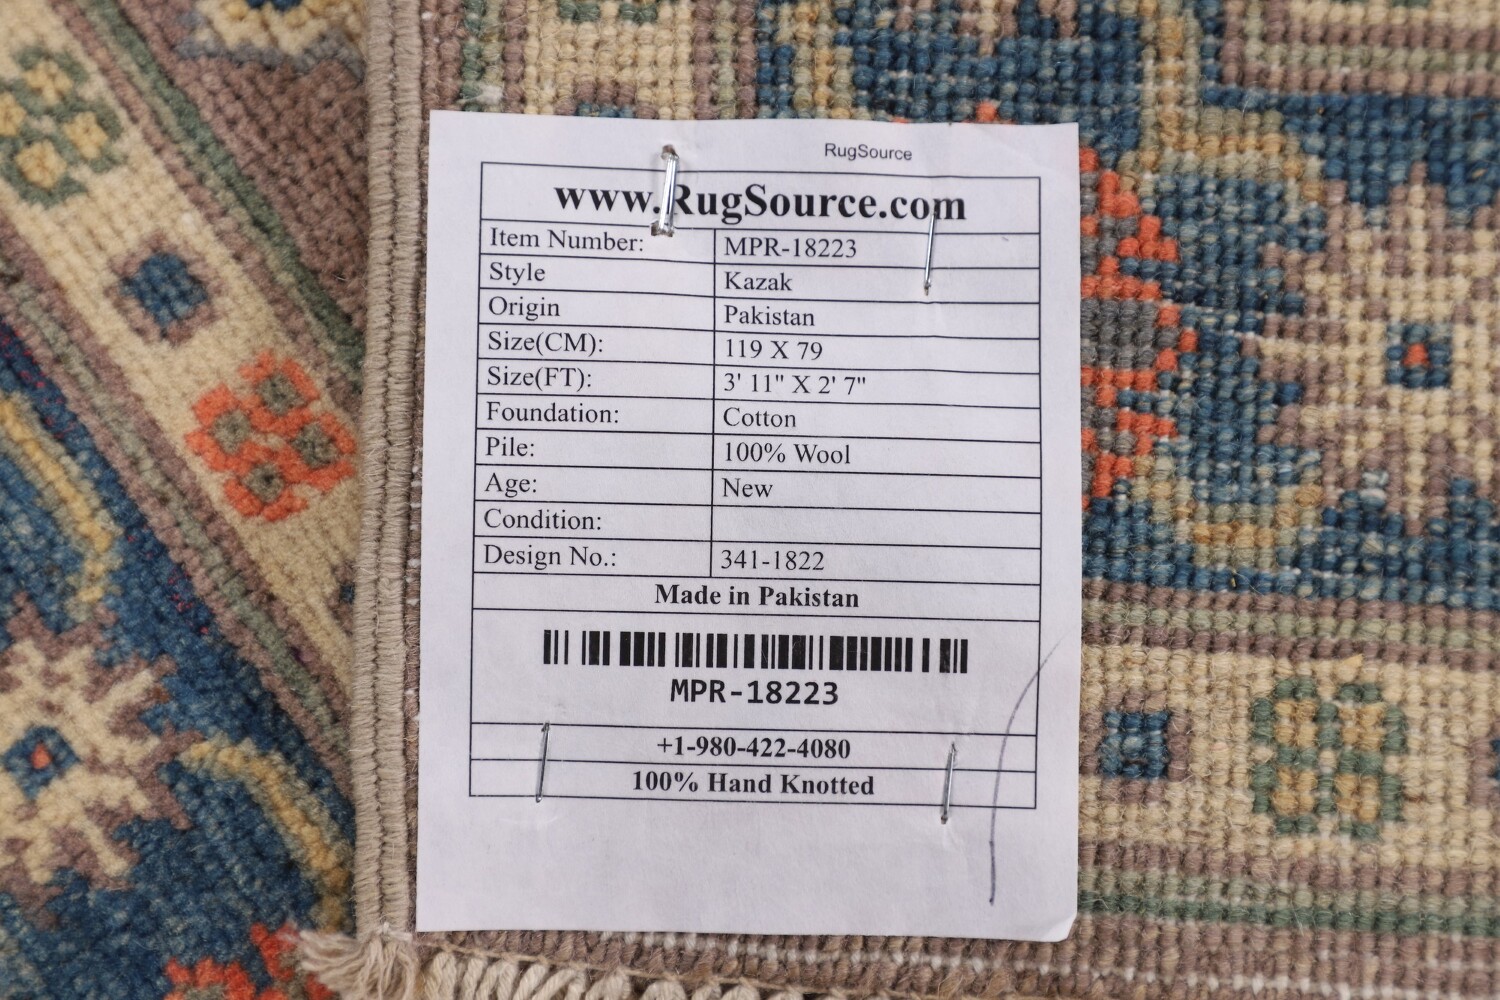 RugSource
www.RugSource.com
Item Number: MPR-18223
Style Kazak
Origin Pakistan
Size(CM): 119 X 79
Size(FT): 3' 11" X 2' 7"
Foundation: Cotton
Pile: 100% Wool
Age: New
Condition:
Design No.: 341-1822
Made in Pakistan
MPR-18223
+1-980-422-4080
100% Hand Knotted